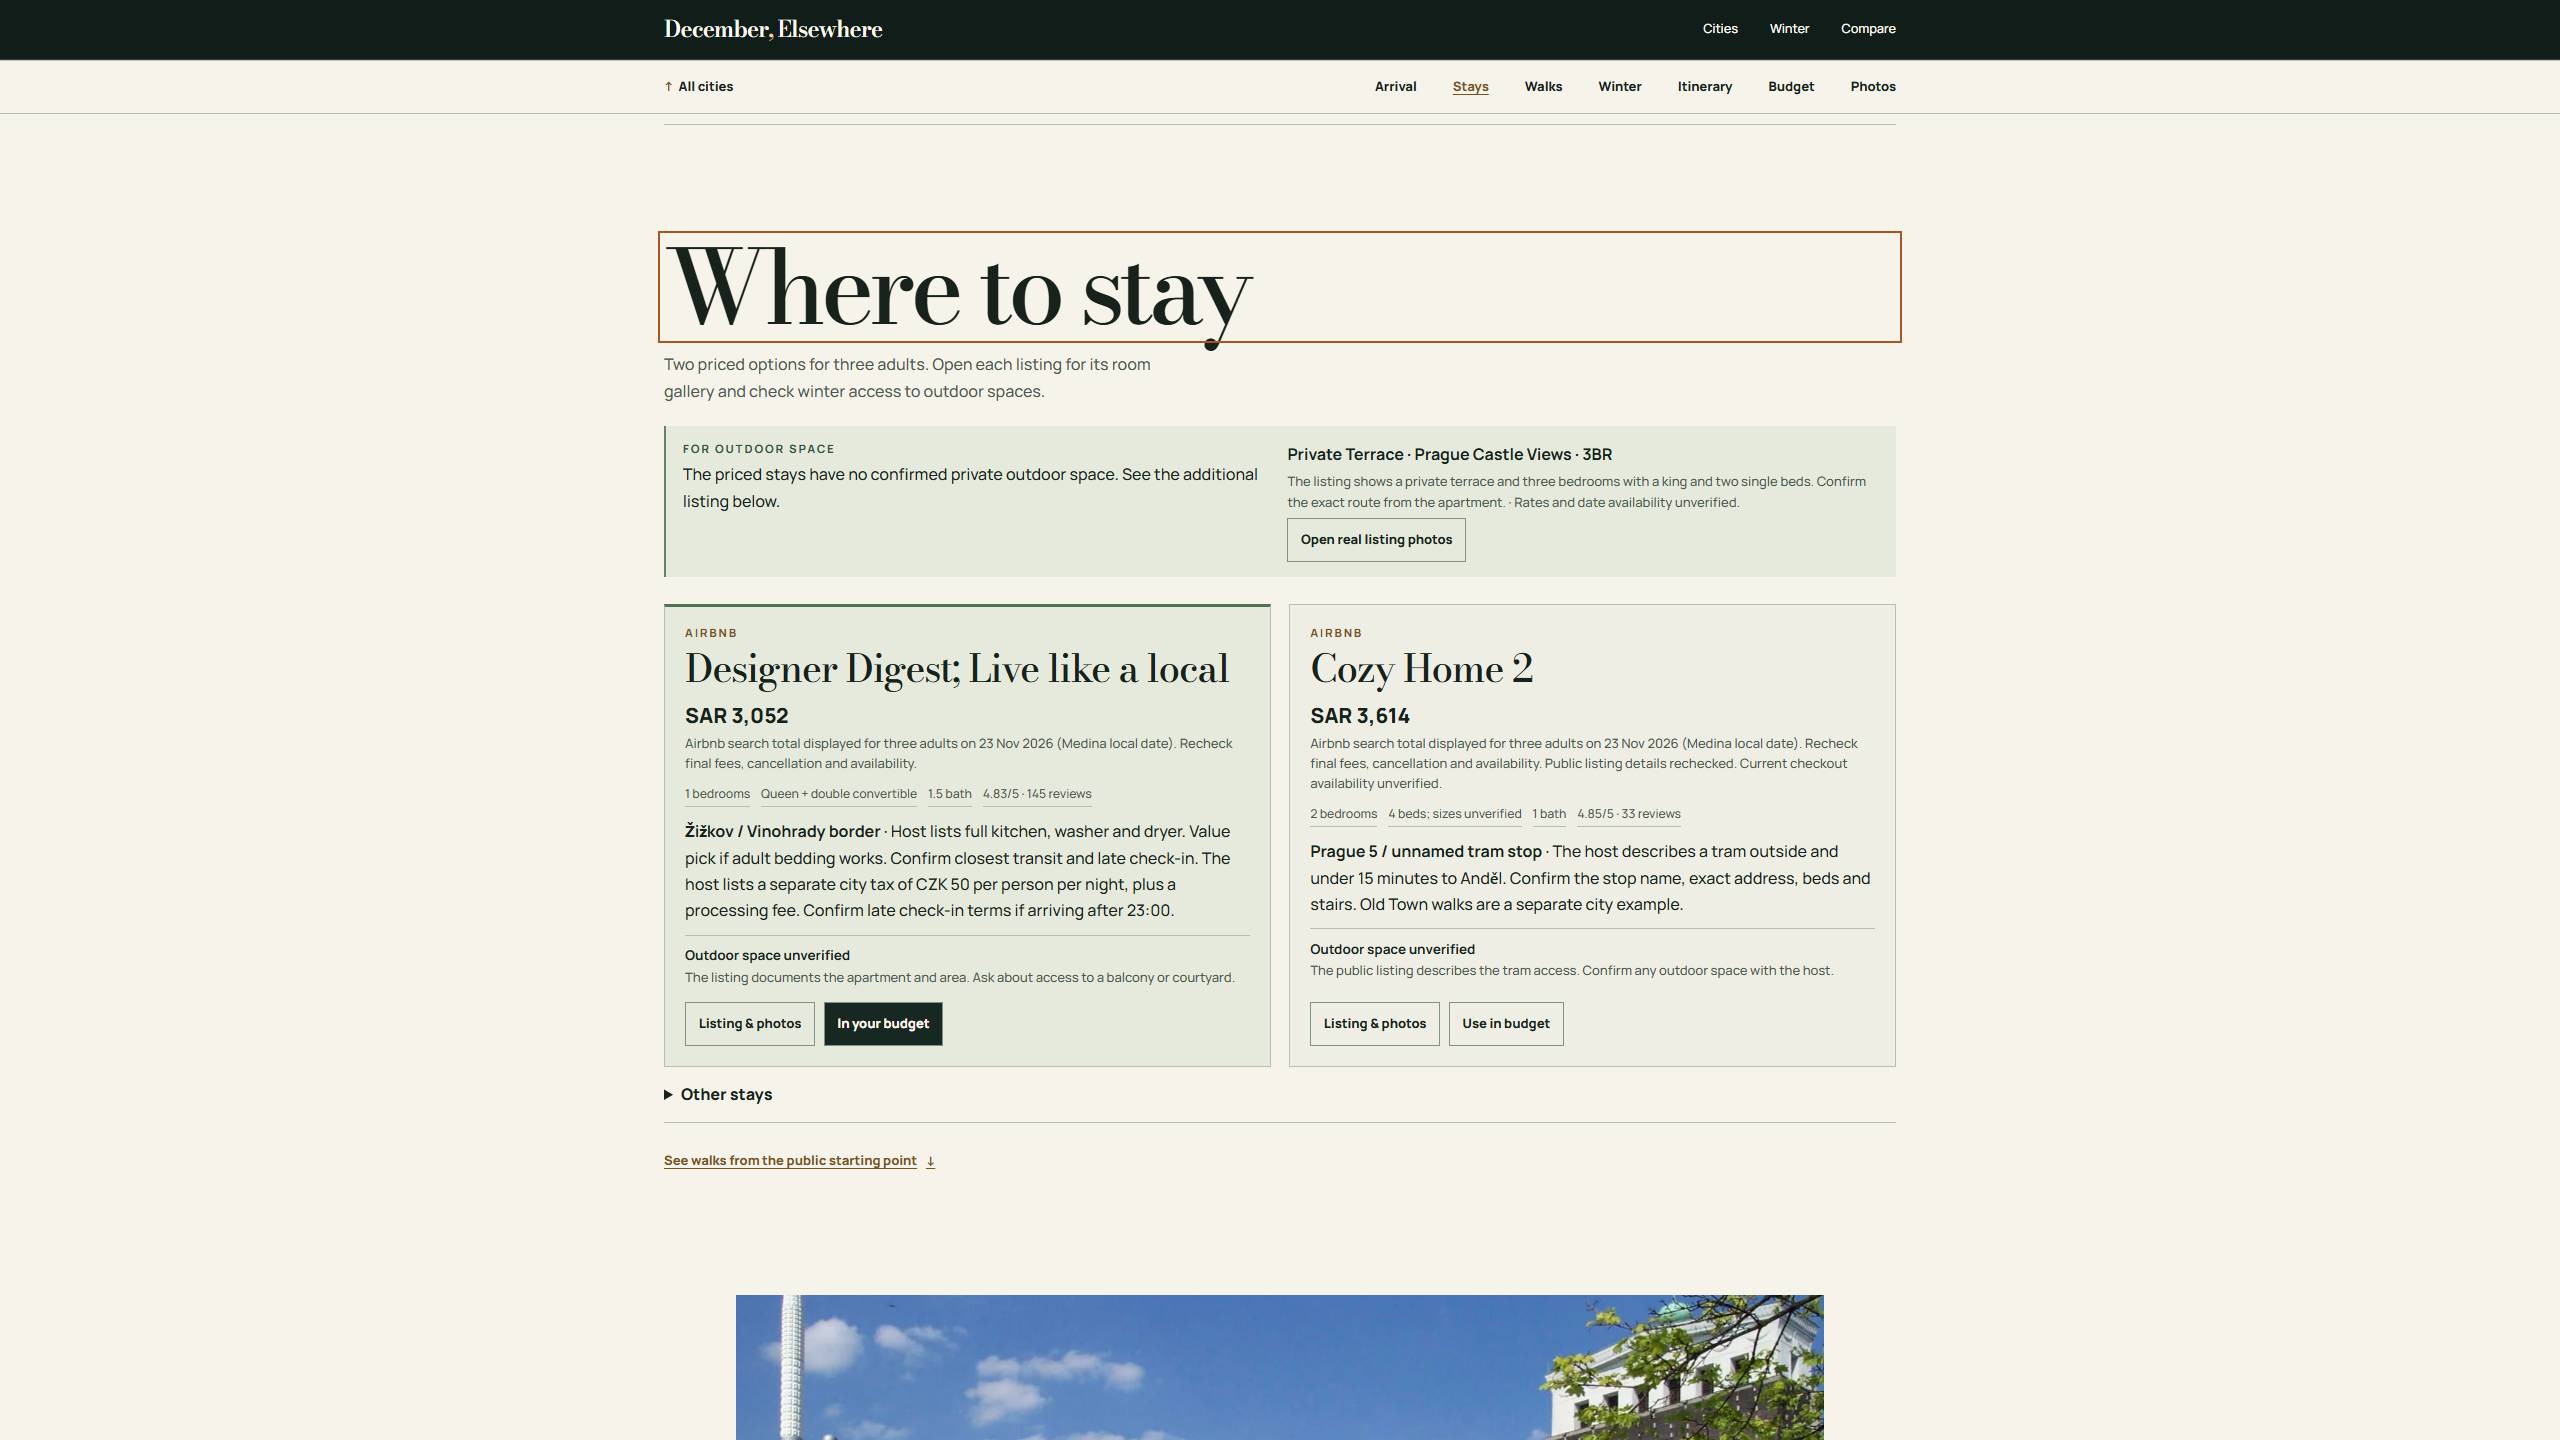 December, Elsewhere
Cities
Winter
Compare
↑ All cities
Arrival
Stays
Walks
Winter
Itinerary
Budget
Photos
Where to stay
Two priced options for three adults. Open each listing for its room
gallery and check winter access to outdoor spaces.
FOR OUTDOOR SPACE
The priced stays have no confirmed private outdoor space. See the additional
listing below.
Private Terrace · Prague Castle Views · 3BR
The listing shows a private terrace and three bedrooms with a king and two single beds. Confirm
the exact route from the apartment. · Rates and date availability unverified.
Open real listing photos
AIRBNB
Designer Digest; Live like a local
SAR 3,052
Airbnb search total displayed for three adults on 23 Nov 2026 (Medina local date). Recheck
final fees, cancellation and availability.
1 bedrooms
Queen + double convertible
1.5 bath
4.83/5 · 145 reviews
Žižkov / Vinohrady border · Host lists full kitchen, washer and dryer. Value
pick if adult bedding works. Confirm closest transit and late check-in. The
host lists a separate city tax of CZK 50 per person per night, plus a
processing fee. Confirm late check-in terms if arriving after 23:00.
Outdoor space unverified
The listing documents the apartment and area. Ask about access to a balcony or courtyard.
Listing & photos
In your budget
AIRBNB
Cozy Home 2
SAR 3,614
Airbnb search total displayed for three adults on 23 Nov 2026 (Medina local date). Recheck
final fees, cancellation and availability. Public listing details rechecked. Current checkout
availability unverified.
2 bedrooms
4 beds; sizes unverified
1 bath
4.85/5 · 33 reviews
Prague 5 / unnamed tram stop · The host describes a tram outside and
under 15 minutes to Anděl. Confirm the stop name, exact address, beds and
stairs. Old Town walks are a separate city example.
Outdoor space unverified
The public listing describes the tram access. Confirm any outdoor space with the host.
Listing & photos
Use in budget
Other stays
See walks from the public starting point ↓